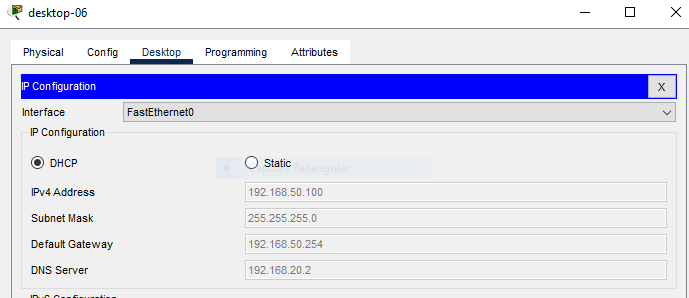 desktop-06
Physical Config Desktop Programming Attributes
IP Configuration X
Interface FastEthernet0
IP Configuration
DHCP Static
Captura Retangular
IPv4 Address 192.168.50.100
Subnet Mask 255.255.255.0
Default Gateway 192.168.50.254
DNS Server 192.168.20.2
IPv6 Configuration